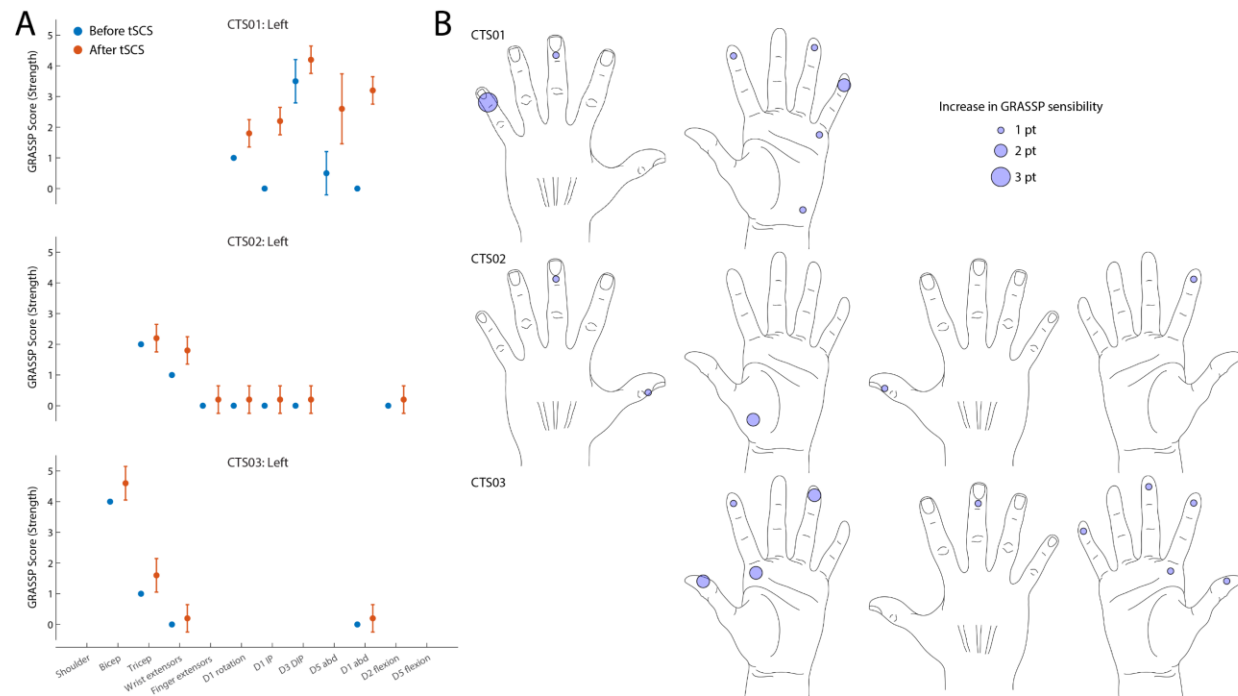 A
Before tSCS
After tSCS
CTS01: Left
GRASSP Score (Strength)
5
4
3
2
1
0
CTS02: Left
GRASSP Score (Strength)
5
4
3
2
1
0
CTS03: Left
GRASSP Score (Strength)
5
4
3
2
1
0
Shoulder
Bicep
Tricep
Wrist extensors
Finger extensors
D1 rotation
D1 IP
D3 DIP
D5 abd
D1 abd
D2 flexion
D5 flexion
B
CTS01
Increase in GRASSP sensibility
1 pt
2 pt
3 pt
CTS02
CTS03